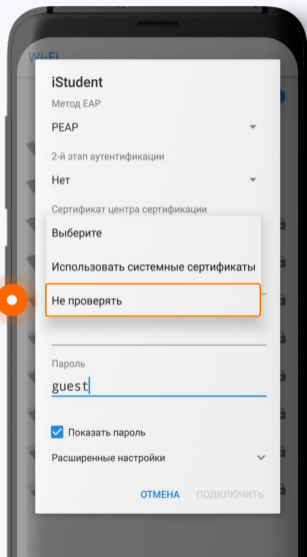 Wi-Fi
iStudent
Метод EAP
PEAP
2-й этап аутентификации
Нет
Сертификат центра сертификации
Выберите
Использовать системные сертификаты
Не проверять
Пароль
guest
Показать пароль
Расширенные настройки
ОТМЕНА ПОДКЛЮЧИТЬ